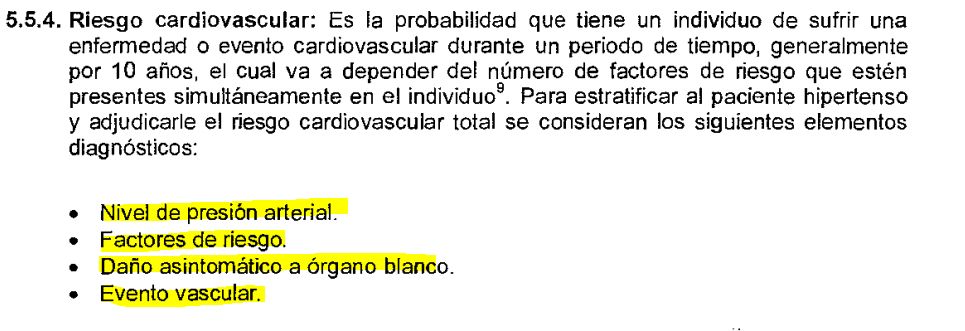 5.5.4. Riesgo cardiovascular: Es la probabilidad que tiene un individuo de sufrir una
enfermedad o evento cardiovascular durante un periodo de tiempo, generalmente
por 10 años, el cual va a depender del número de factores de riesgo que estén
presentes simultáneamente en el individuo⁹. Para estratificar al paciente hipertenso
y adjudicarle el riesgo cardiovascular total se consideran los siguientes elementos
diagnósticos:
• Nivel de presión arterial.
• Factores de riesgo.
• Daño asintomático a órgano blanco.
• Evento vascular.